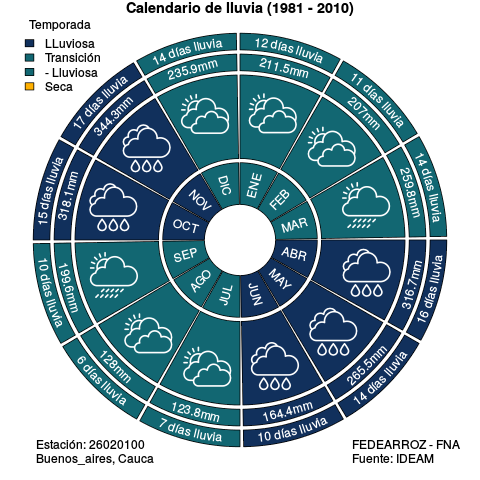 Calendario de lluvia (1981 - 2010)
Temporada
LLuviosa
Transición
- Lluviosa
Seca
12 días lluvia
211.5mm
ENE
11 días lluvia
207mm
FEB
14 días lluvia
259.8mm
MAR
16 días lluvia
316.7mm
ABR
14 días lluvia
265.5mm
MAY
10 días lluvia
164.4mm
JUN
7 días lluvia
123.8mm
JUL
6 días lluvia
128mm
AGO
10 días lluvia
199.6mm
SEP
15 días lluvia
318.1mm
OCT
17 días lluvia
344.3mm
NOV
14 días lluvia
235.9mm
DIC
Estación: 26020100
Buenos_aires, Cauca
FEDEARROZ - FNA
Fuente: IDEAM